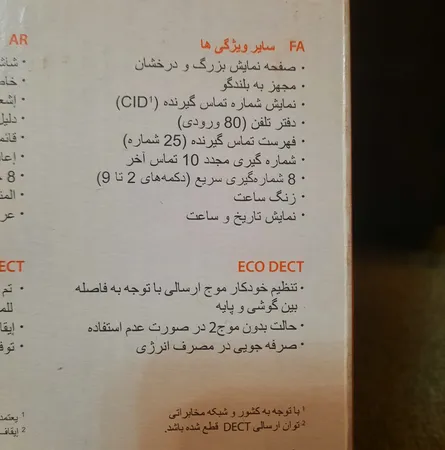 FA سایر ویژگی ها
• صفحه نمایش بزرگ و درخشان
• مجهز به بلندگو
• نمایش شماره تماس گیرنده (CID¹)
• دفتر تلفن (80 ورودی)
• فهرست تماس گیرنده (25 شماره)
• شماره گیری مجدد 10 تماس آخر
• 8 شماره‌گیری سریع (دکمه‌های 2 تا 9)
• زنگ ساعت
• نمایش تاریخ و ساعت
ECO DECT
• تنظیم خودکار موج ارسالی با توجه به فاصله
بین گوشی و پایه
• حالت بدون موج2 در صورت عدم استفاده
• صرفه جویی در مصرف انرژی
¹ با توجه به کشور و شبکه مخابراتی
² توان ارسالی DECT قطع شده باشد.
AR